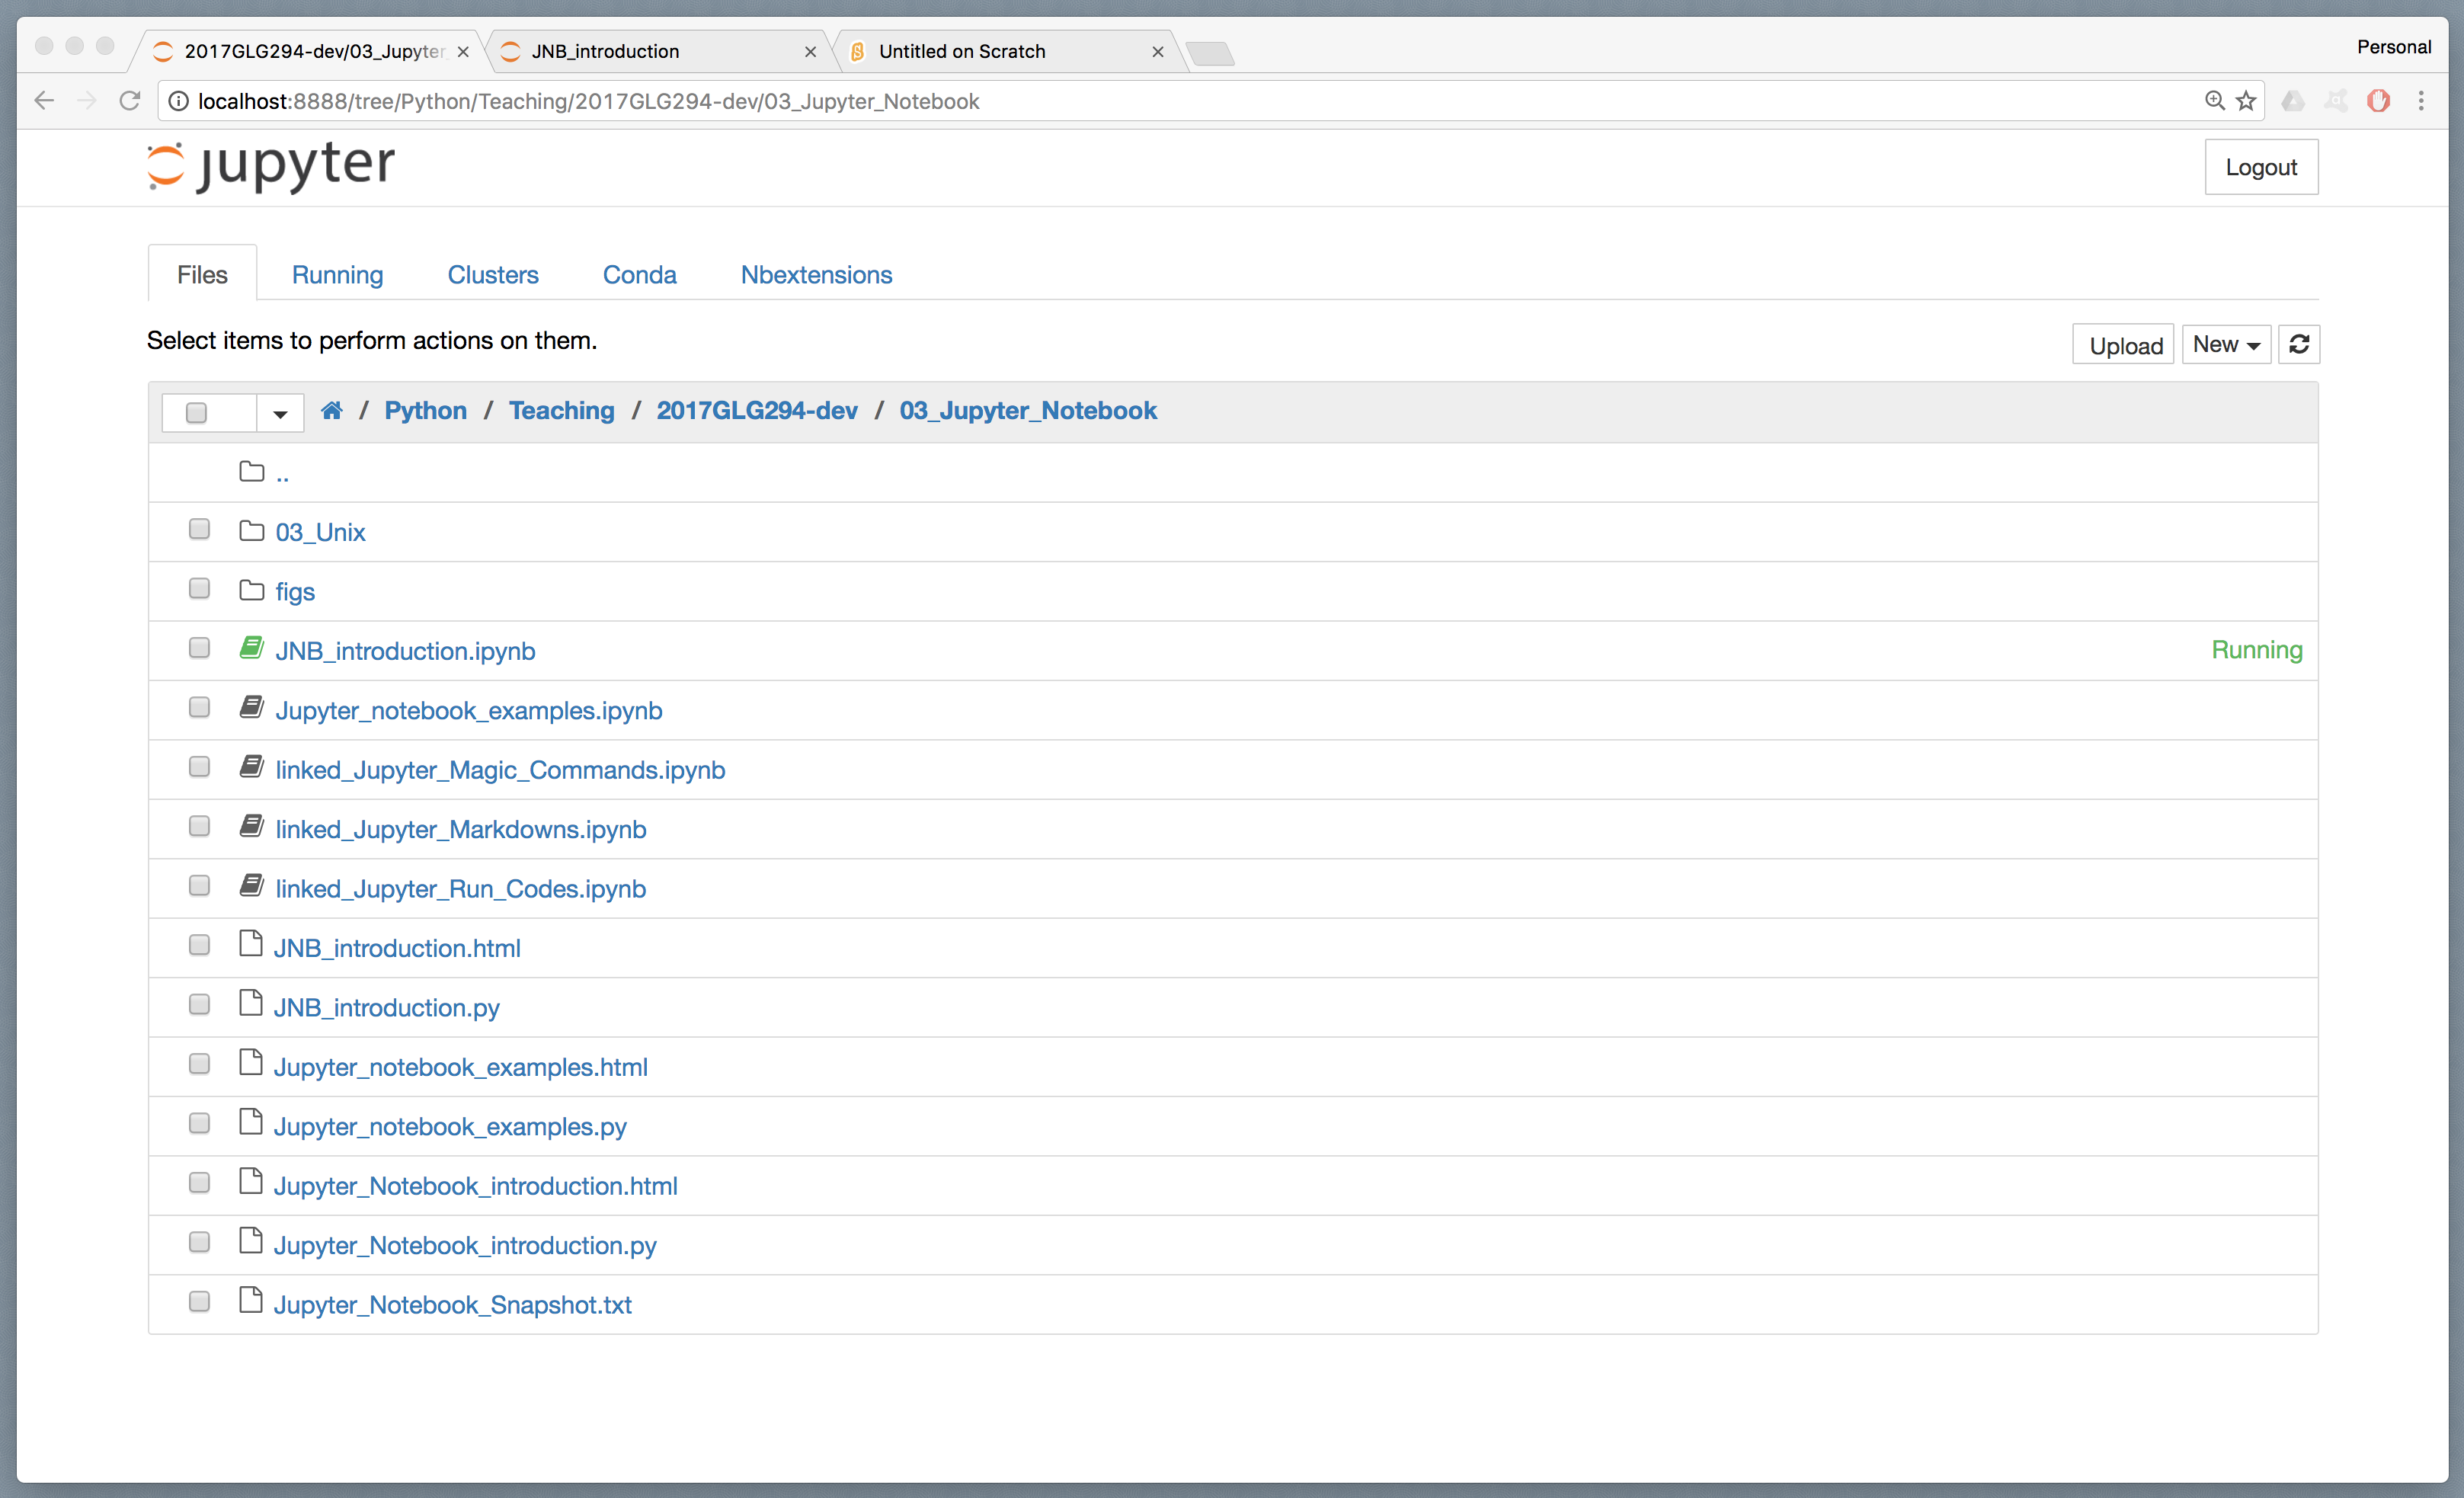 2017GLG294-dev/03_Jupyter
JNB_introduction
Untitled on Scratch
Personal
localhost:8888/tree/Python/Teaching/2017GLG294-dev/03_Jupyter_Notebook
jupyter
Logout
Files Running Clusters Conda Nbextensions
Select items to perform actions on them.
Upload New
/ Python / Teaching / 2017GLG294-dev / 03_Jupyter_Notebook
..
03_Unix
figs
JNB_introduction.ipynb Running
Jupyter_notebook_examples.ipynb
linked_Jupyter_Magic_Commands.ipynb
linked_Jupyter_Markdowns.ipynb
linked_Jupyter_Run_Codes.ipynb
JNB_introduction.html
JNB_introduction.py
Jupyter_notebook_examples.html
Jupyter_notebook_examples.py
Jupyter_Notebook_introduction.html
Jupyter_Notebook_introduction.py
Jupyter_Notebook_Snapshot.txt